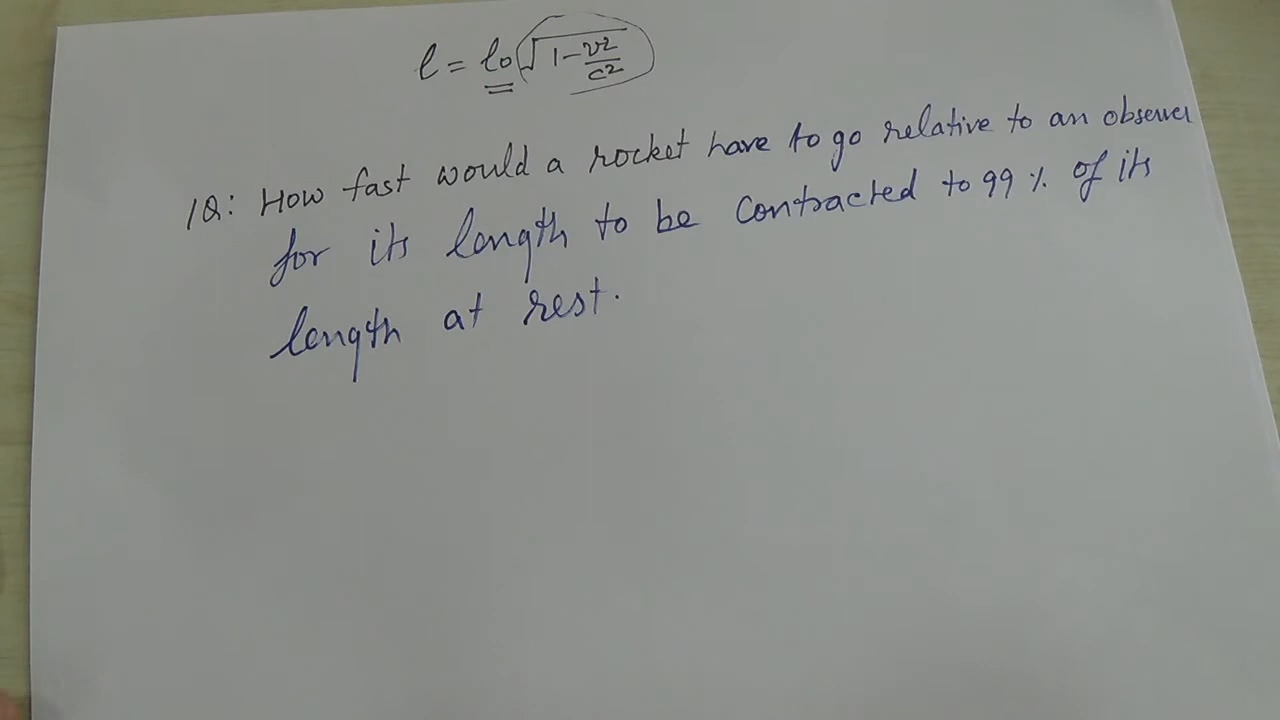 l = lo √1-v2/c2
1Q: How fast would a rocket have to go relative to an observer
for its length to be contracted to 99 % of its
length at rest.